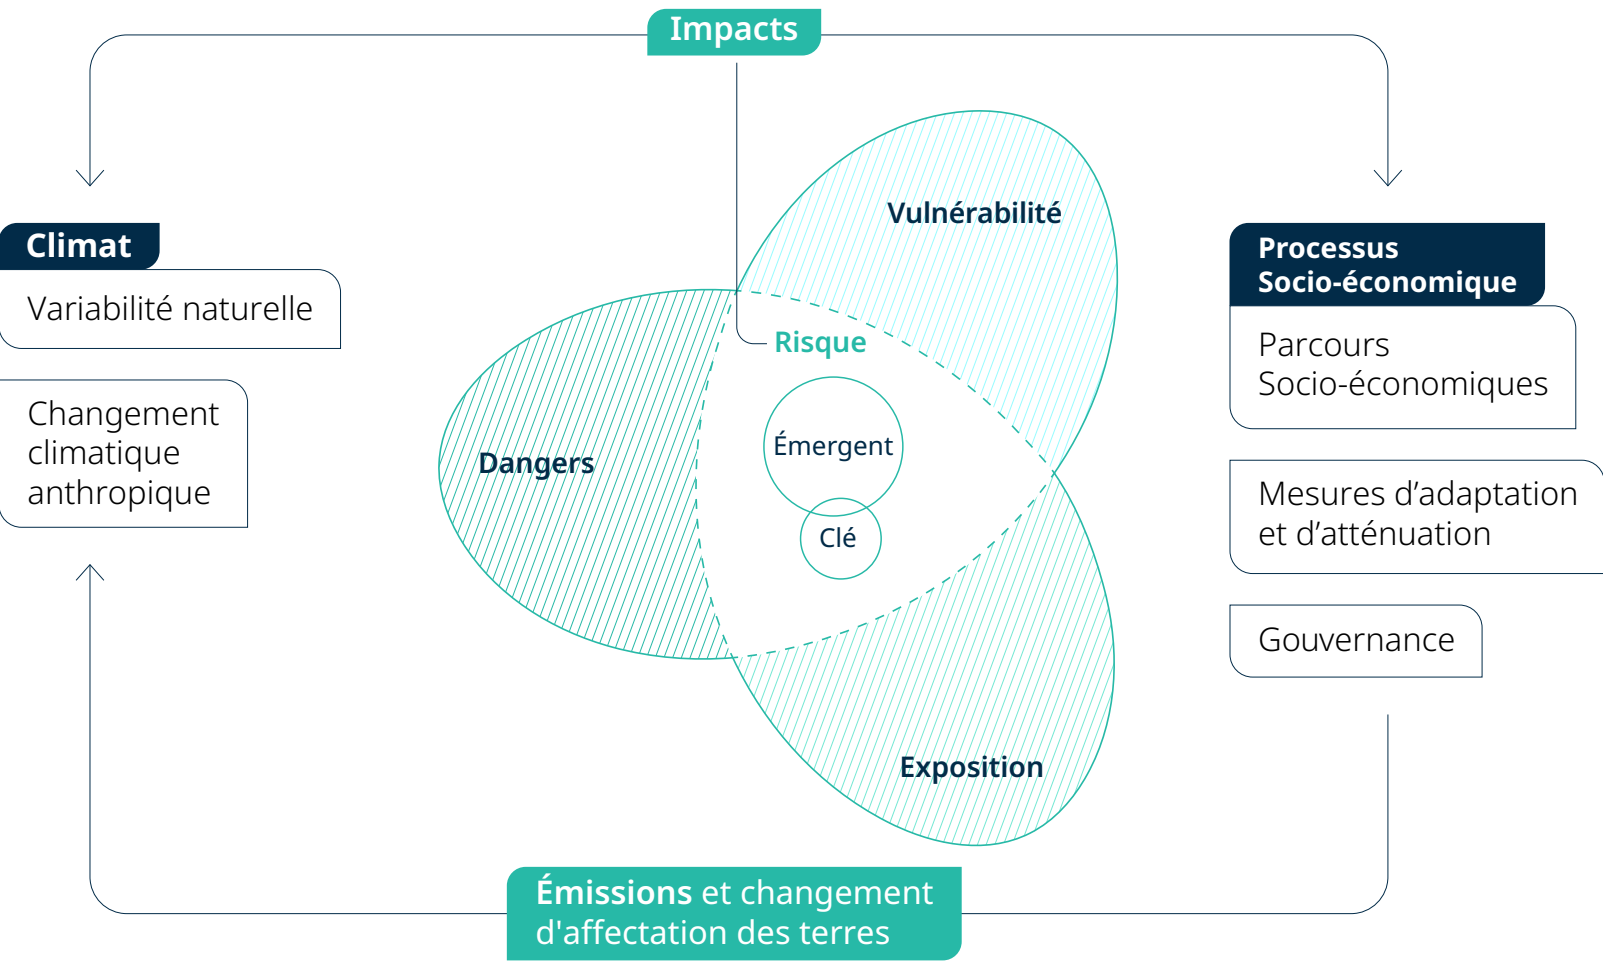 Impacts
Climat
Variabilité naturelle
Changement
climatique
anthropique
Vulnérabilité
Risque
Émergent
Clé
Dangers
Exposition
Processus
Socio-économique
Parcours
Socio-économiques
Mesures d’adaptation
et d’atténuation
Gouvernance
Émissions et changement
d'affectation des terres